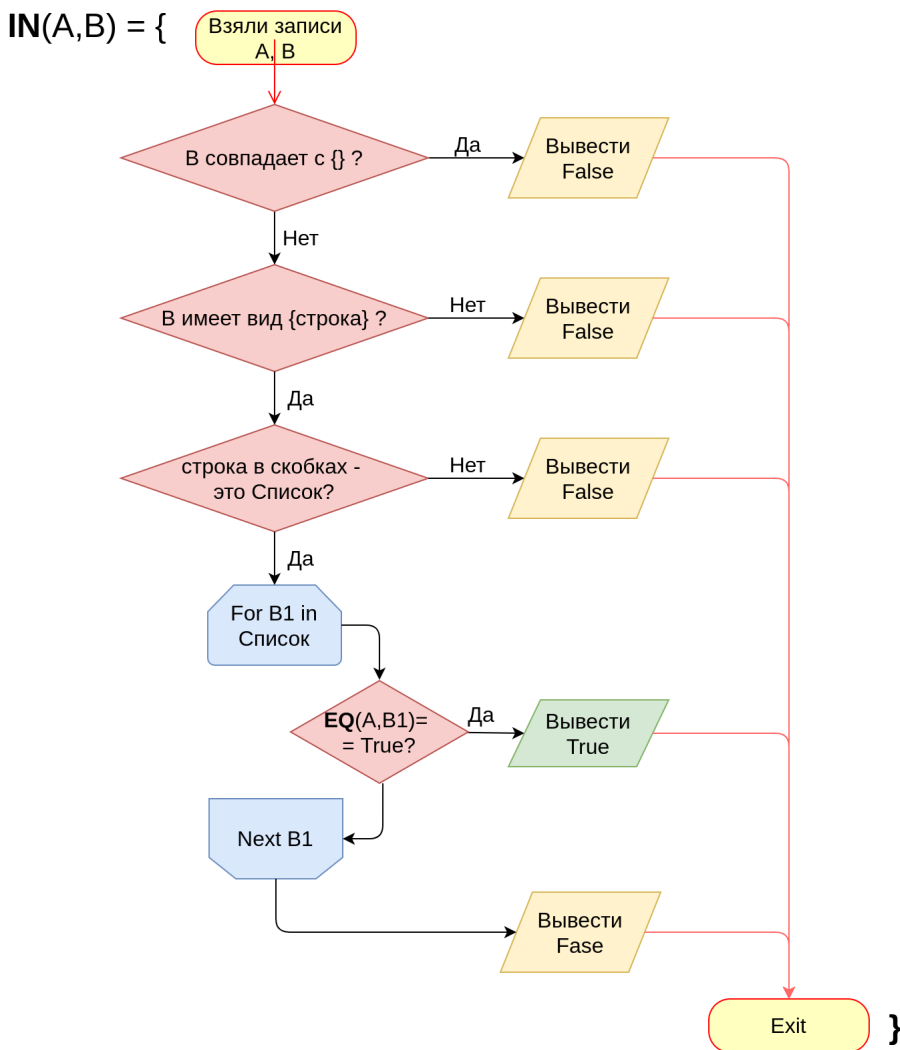 IN(A,B) = {
Взяли записи
А, В
В совпадает с {} ?
Да
Вывести
False
Нет
В имеет вид {строка} ?
Нет
Вывести
False
Да
строка в скобках -
это Список?
Нет
Вывести
False
Да
For B1 in
Список
EQ(A,B1)=
= True?
Да
Вывести
True
Next B1
Вывести
Fase
Exit
}